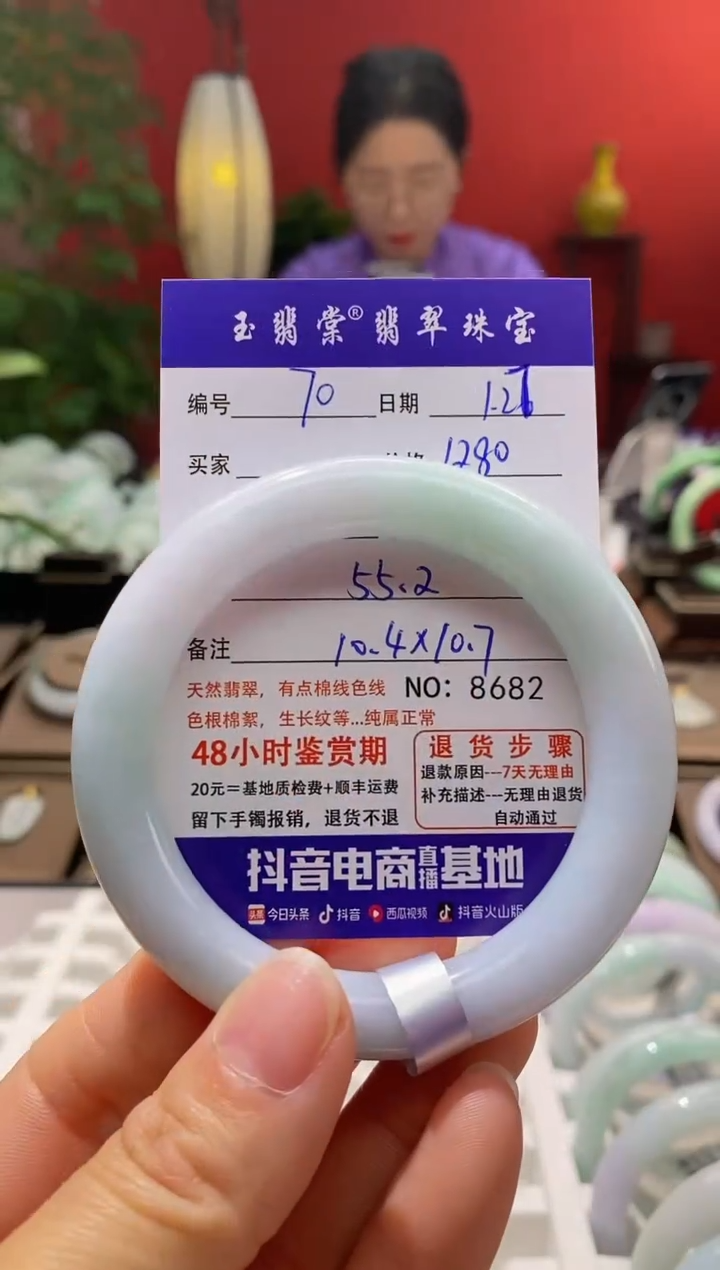 玉翡棠®翡翠珠宝
编号 70 日期 1.27
买家 1280
55.2
备注 10.4×10.7
天然翡翠，有点棉线色线 NO：8682
色根棉絮，生长纹等...纯属正常
48小时鉴赏期
20元＝基地质检费+顺丰运费
留下手镯报销，退货不退
退货步骤
退款原因---7天无理由
补充描述---无理由退货
自动通过
抖音电商直播基地
头条 今日头条 抖音 西瓜视频 抖音火山版